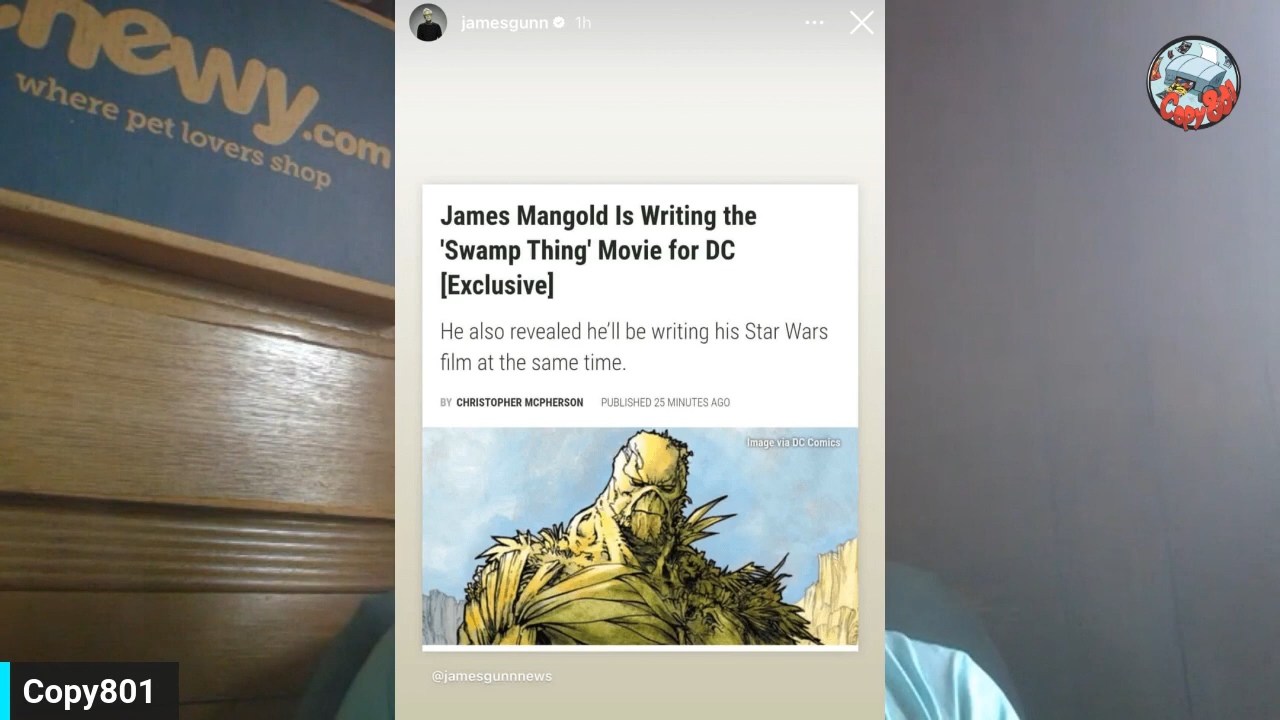 newy.com
where pet lovers shop
jamesgunn 1h
James Mangold Is Writing the
'Swamp Thing' Movie for DC
[Exclusive]
He also revealed he'll be writing his Star Wars
film at the same time.
BY CHRISTOPHER MCPHERSON PUBLISHED 25 MINUTES AGO
Image via DC Comics
@jamesgunnnews
Copy801
Copy801